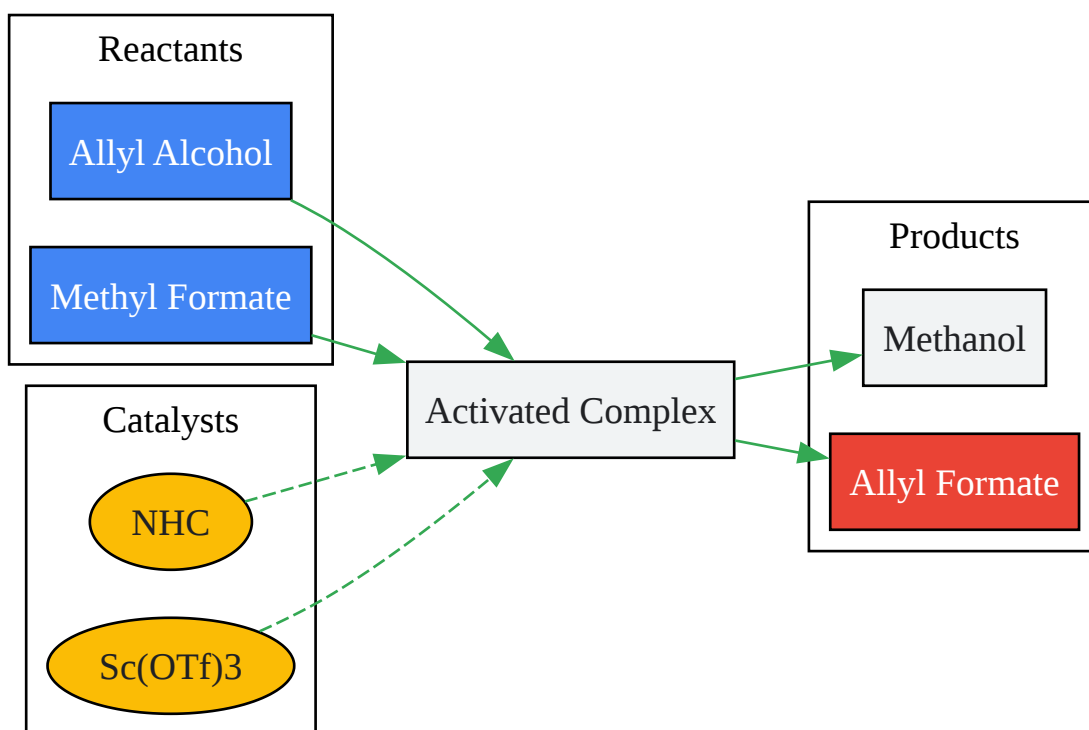 Reactants
Allyl Alcohol
Methyl Formate
Catalysts
NHC
Sc(OTf)3
Activated Complex
Products
Methanol
Allyl Formate